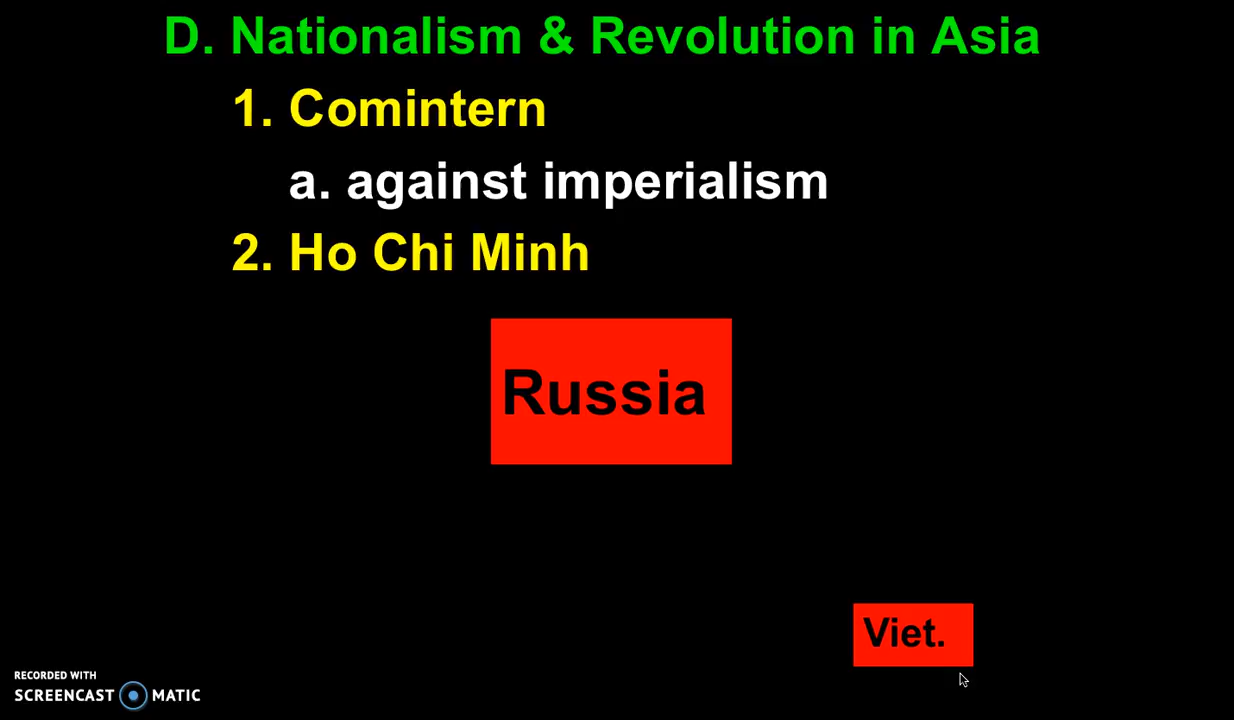 D. Nationalism & Revolution in Asia
1. Comintern
a. against imperialism
2. Ho Chi Minh
Russia
Viet.
RECORDED WITH
SCREENCAST MATIC